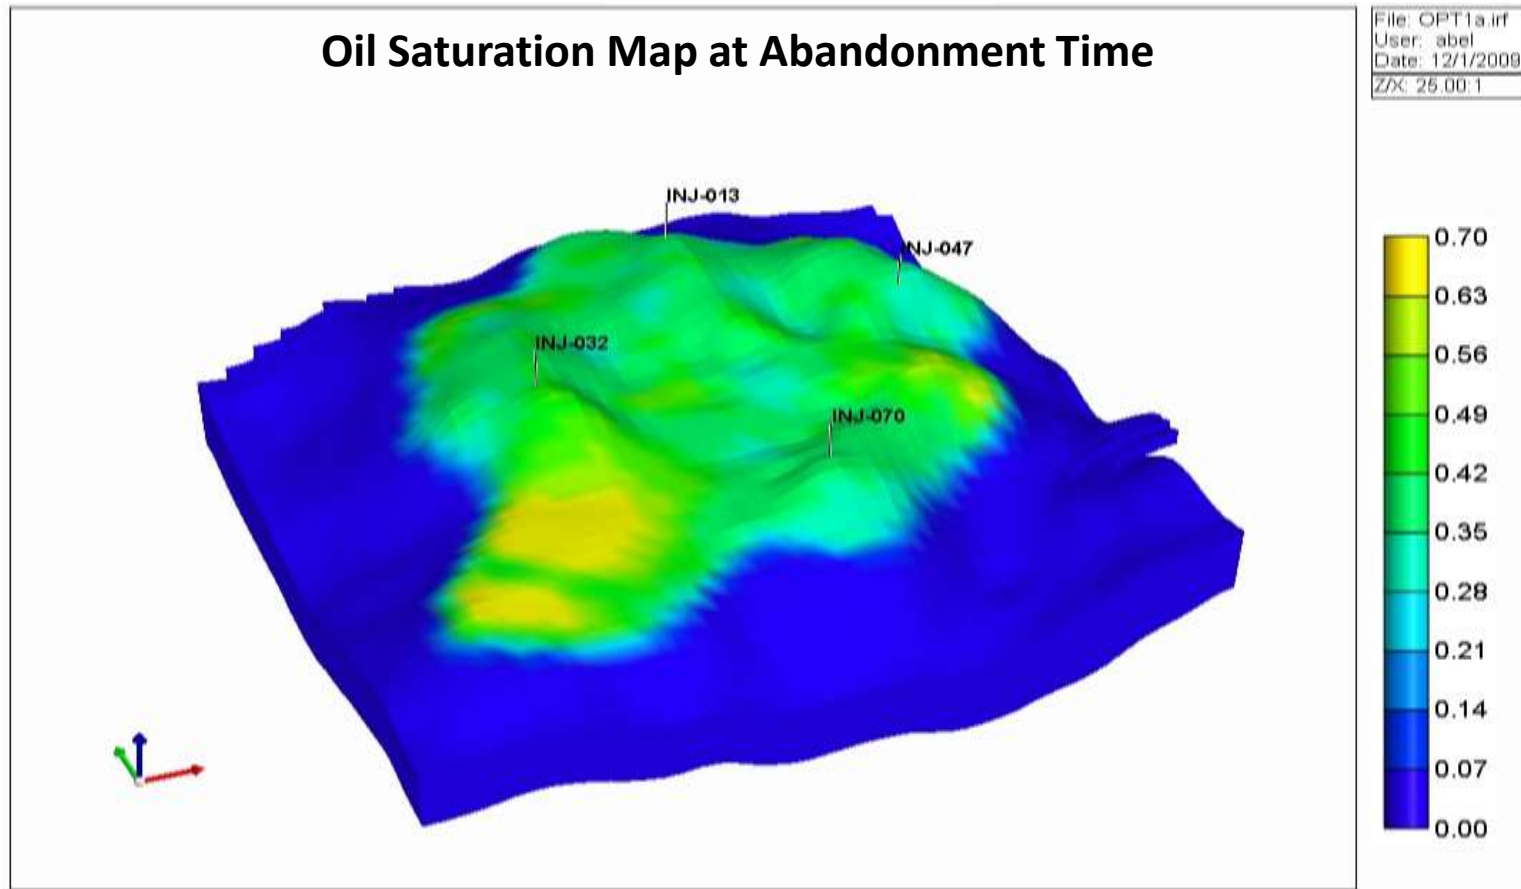 Oil Saturation Map at Abandonment Time
File: OPT1a.irf
User: abel
Date: 12/1/2009
Z/X: 25.00:1
INJ-013
INJ-047
INJ-032
INJ-070
0.70
0.63
0.56
0.49
0.42
0.35
0.28
0.21
0.14
0.07
0.00